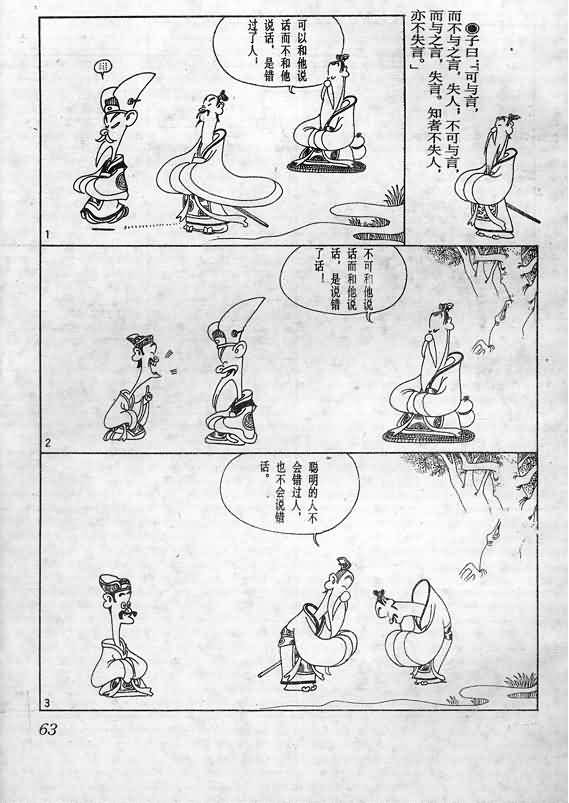 ●子曰：「可与言，
而不与之言，失人；不可与言，
而与之言，失言。知者不失人，
亦不失言。」
可以和他说
话而不和他
说话，是错
过了人；
1
不可和他说
话而和他说
话，是说错
了话！
2
聪明的人不
会错过人，
也不会说错
话。
3
63